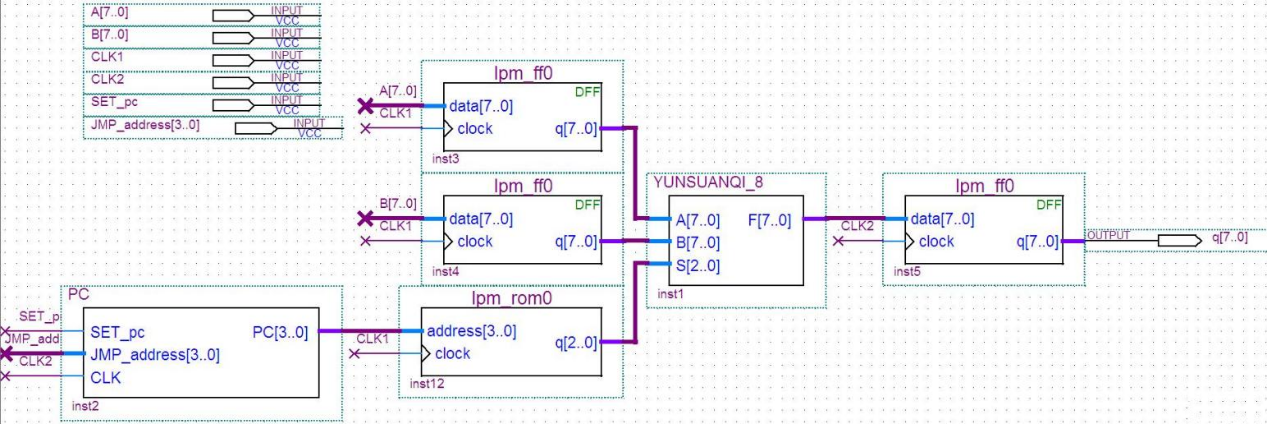 A[7..0] INPUT VCC
B[7..0] INPUT VCC
CLK1 INPUT VCC
CLK2 INPUT VCC
SET_pc INPUT VCC
JMP_address[3..0] INPUT VCC
lpm_ff0
DFF
A[7..0] data[7..0]
CLK1 clock q[7..0]
inst3
lpm_ff0
DFF
B[7..0] data[7..0]
CLK1 clock q[7..0]
inst4
YUNSUANQI_8
A[7..0] F[7..0]
B[7..0]
S[2..0]
inst1
lpm_ff0
DFF
data[7..0]
CLK2 clock q[7..0]
inst5
OUTPUT q[7..0]
PC
SET_p SET_pc PC[3..0]
JMP_add JMP_address[3..0]
CLK2 CLK
inst2
lpm_rom0
address[3..0]
CLK1 clock q[2..0]
inst12